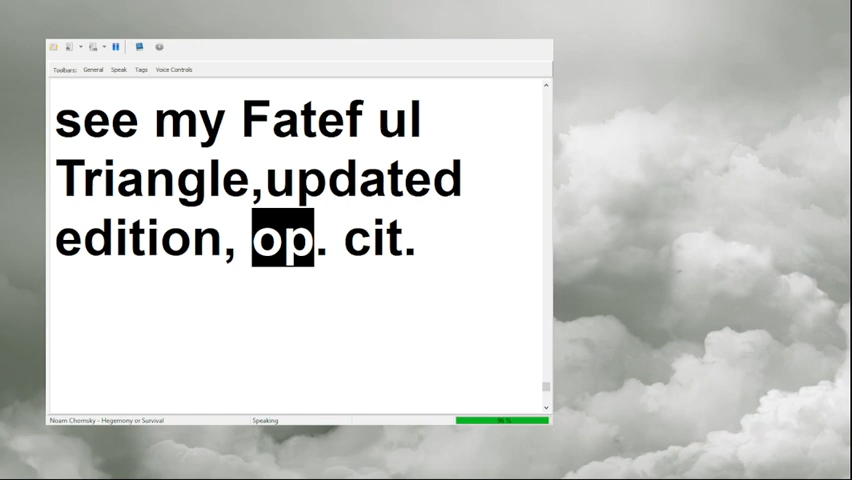 Toolbars: General Speak Tags Voice Controls
see my Fatef ul
Triangle,updated
edition, op. cit.
Noam Chomsky - Hegemony or Survival Speaking 96 %